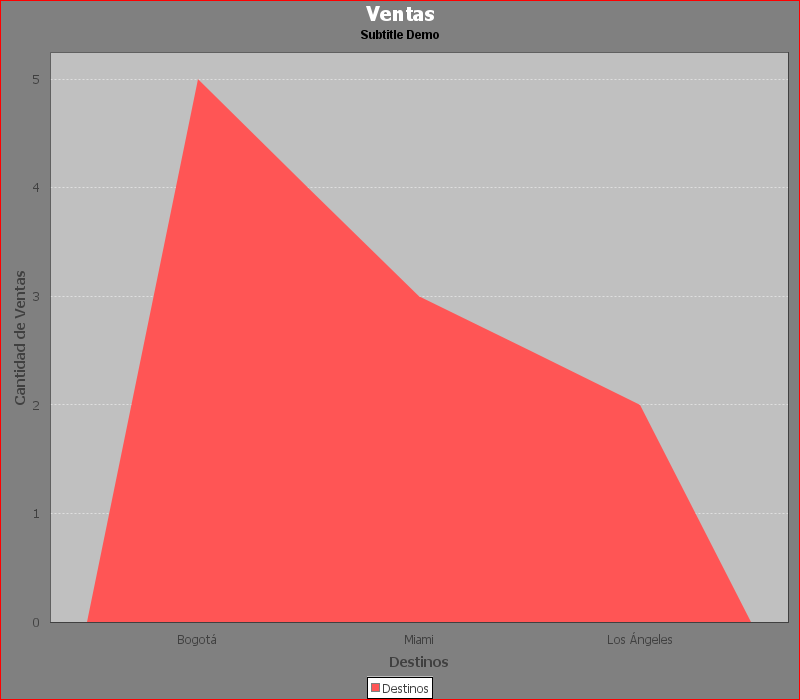 Ventas
Subtitle Demo
5
4
3
2
1
0
Cantidad de Ventas
Bogotá Miami Los Ángeles
Destinos
Destinos